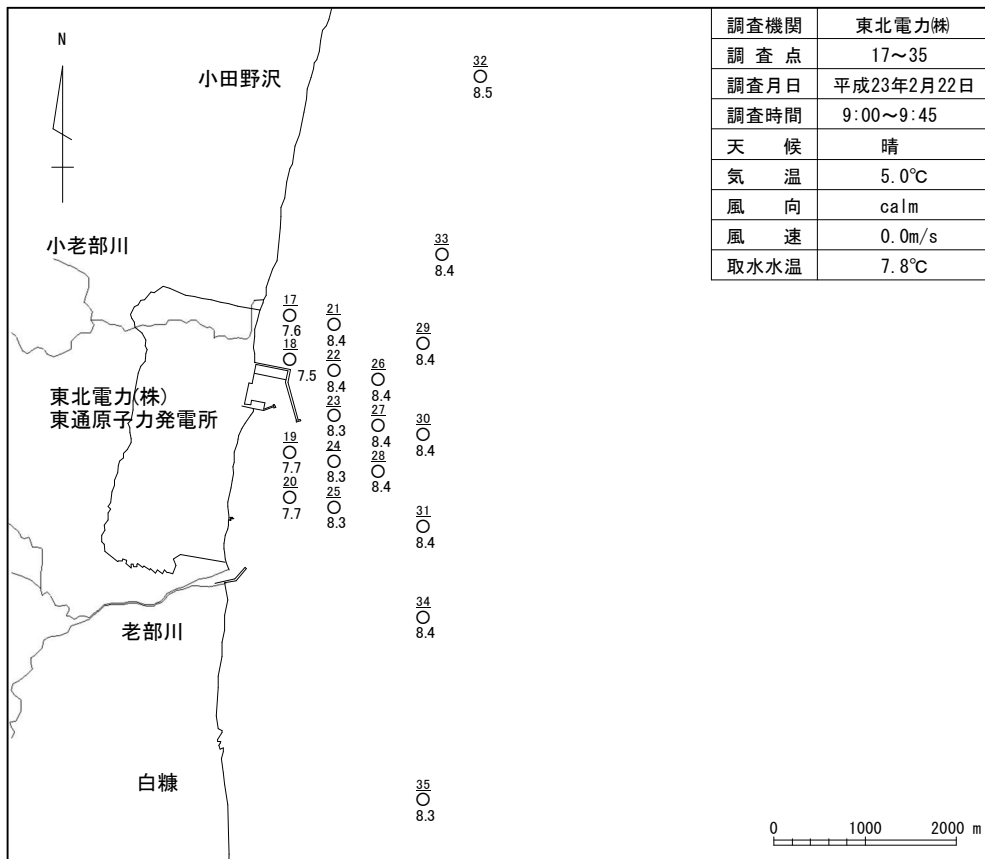 調査機関 東北電力㈱
調査点 17～35
調査月日 平成23年2月22日
調査時間 9:00～9:45
天候 晴
気温 5.0℃
風向 calm
風速 0.0m/s
取水水温 7.8℃
N
小田野沢
32
8.5
小老部川
33
8.4
17
7.6
21
8.4
29
8.4
18
7.5
22
8.4
26
8.4
東北電力(株)
東通原子力発電所
23
8.3
27
8.4
30
8.4
19
7.7
24
8.3
28
8.4
20
7.7
25
8.3
31
8.4
34
8.4
老部川
白糠
35
8.3
0 1000 2000 m